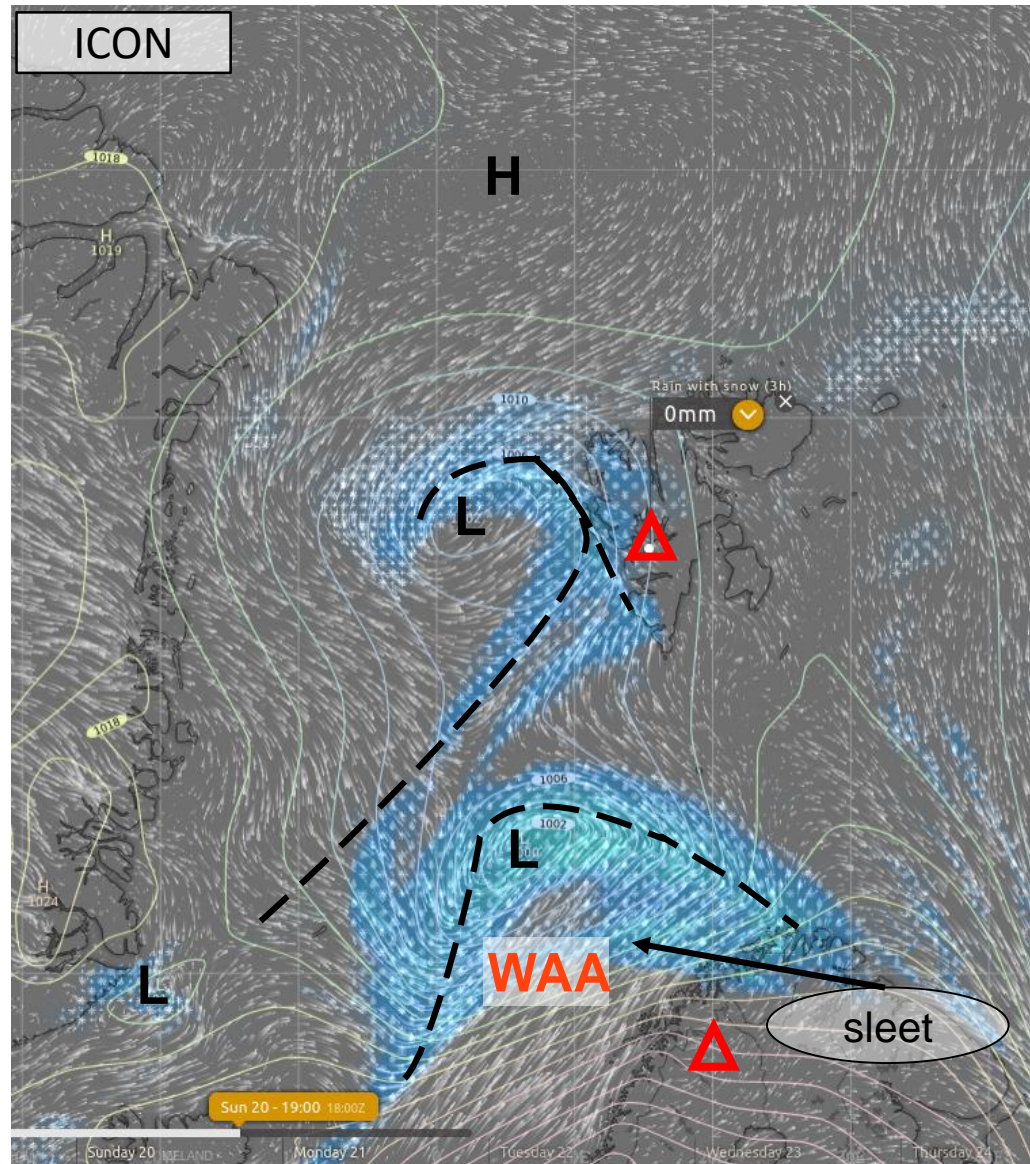 ICON
1018
H
H
1019
Rain with snow (3h)
0mm
1010
L
1018
1006
1002
L
H
1024
WAA
L
sleet
Sun 20 - 19:00 18:00Z
Sunday 20
Monday 21
Tuesday 22
Wednesday 23
Thursday 24